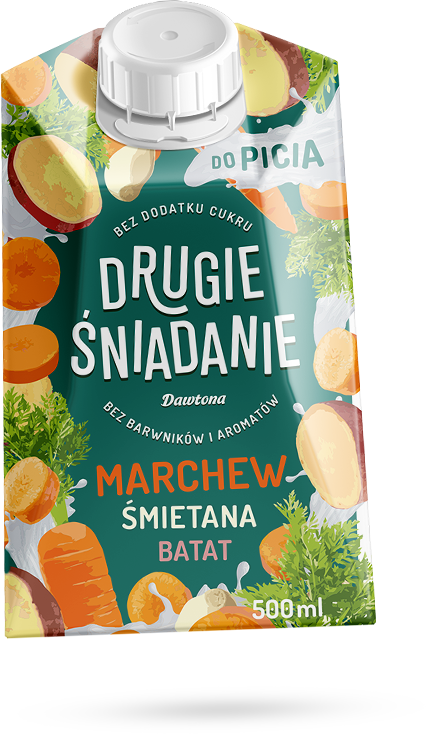 DO PICIA
BEZ DODATKU CUKRU
DRUGIE
ŚNIADANIE
Dawtona
BEZ BARWNIKÓW I AROMATÓW
MARCHEW
ŚMIETANA
BATAT
500ml